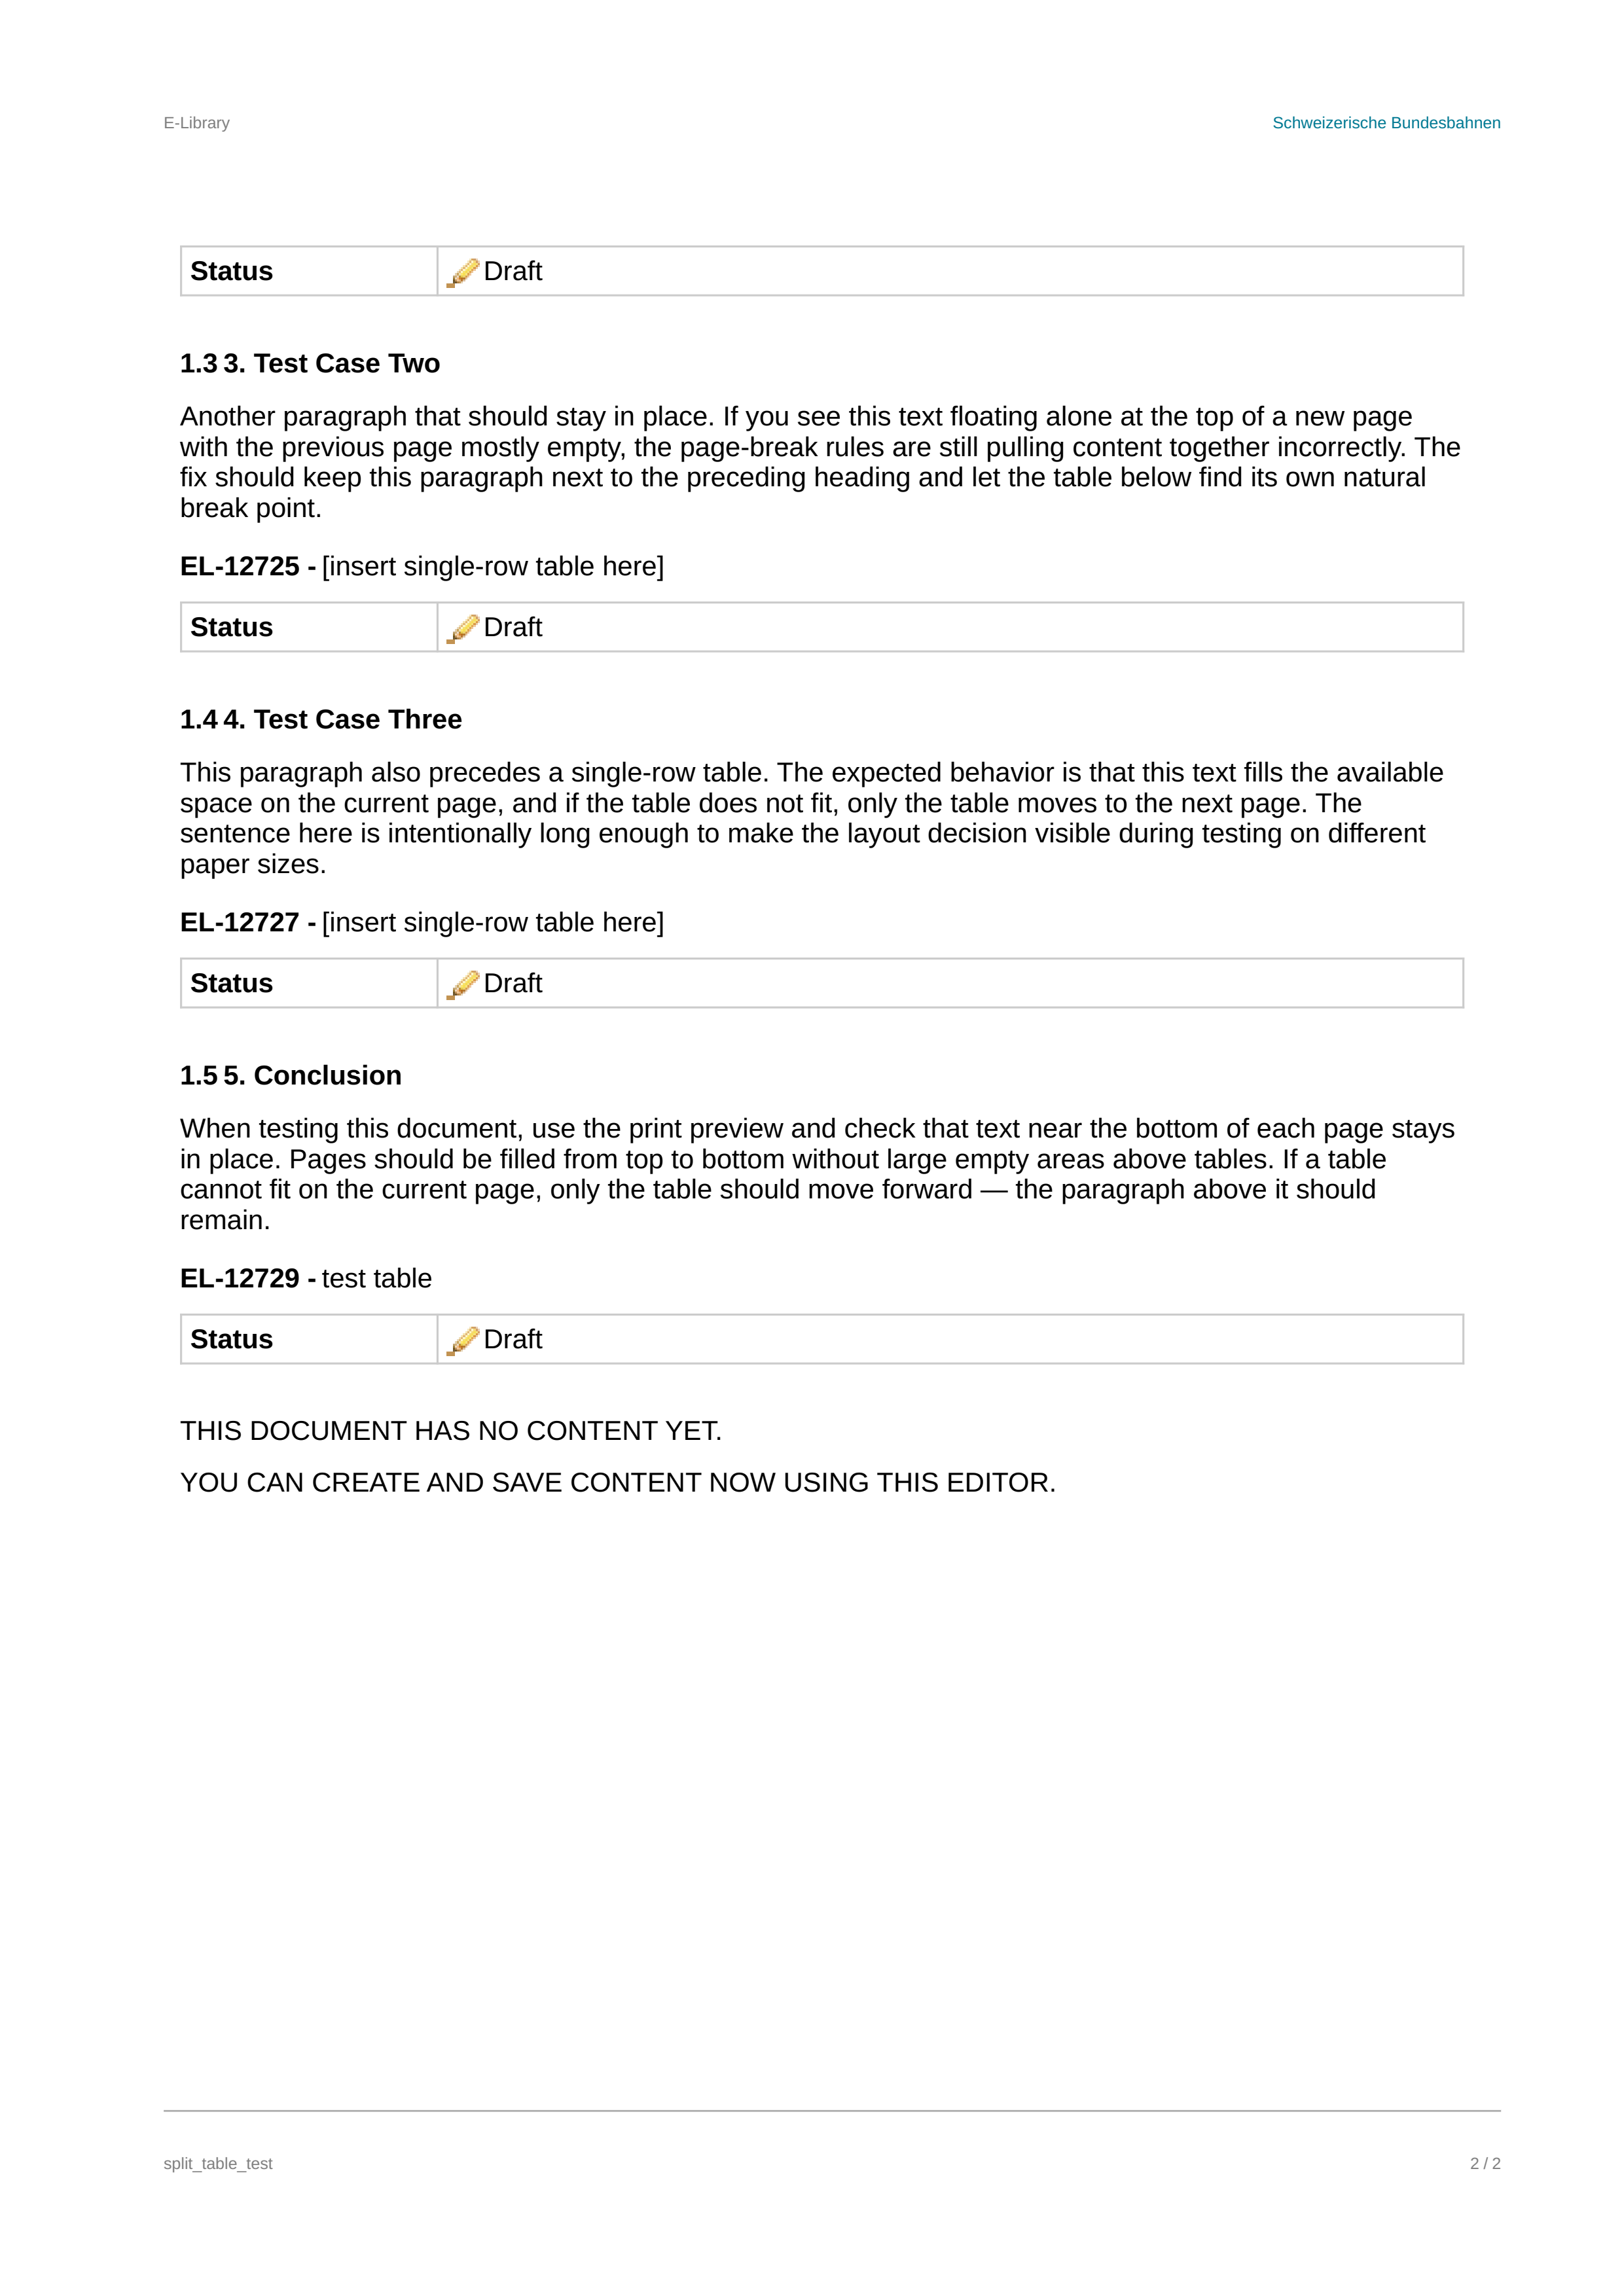 E-Library
Schweizerische Bundesbahnen
Status Draft
1.3 3. Test Case Two
Another paragraph that should stay in place. If you see this text floating alone at the top of a new page
with the previous page mostly empty, the page-break rules are still pulling content together incorrectly. The
fix should keep this paragraph next to the preceding heading and let the table below find its own natural
break point.
EL-12725 - [insert single-row table here]
Status Draft
1.4 4. Test Case Three
This paragraph also precedes a single-row table. The expected behavior is that this text fills the available
space on the current page, and if the table does not fit, only the table moves to the next page. The
sentence here is intentionally long enough to make the layout decision visible during testing on different
paper sizes.
EL-12727 - [insert single-row table here]
Status Draft
1.5 5. Conclusion
When testing this document, use the print preview and check that text near the bottom of each page stays
in place. Pages should be filled from top to bottom without large empty areas above tables. If a table
cannot fit on the current page, only the table should move forward — the paragraph above it should
remain.
EL-12729 - test table
Status Draft
THIS DOCUMENT HAS NO CONTENT YET.
YOU CAN CREATE AND SAVE CONTENT NOW USING THIS EDITOR.
split_table_test
2 / 2